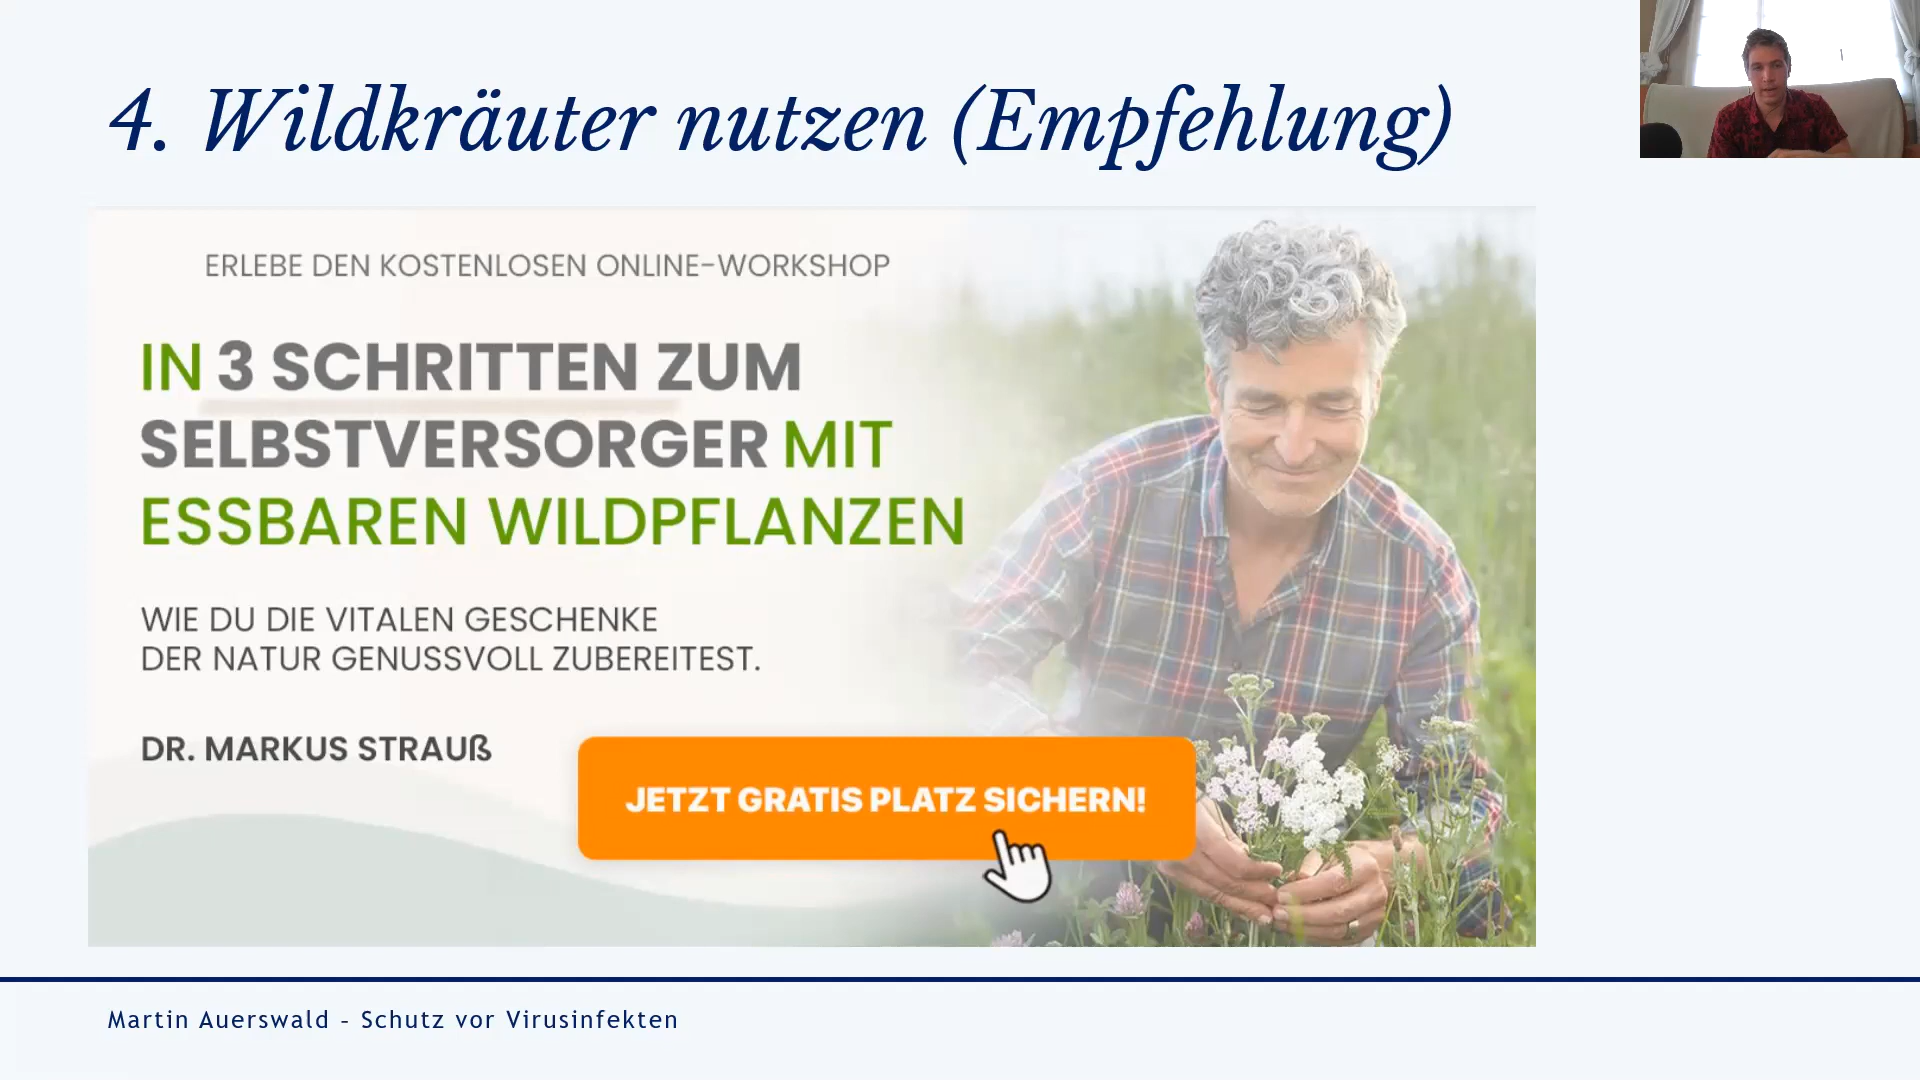 4. Wildkräuter nutzen (Empfehlung)
ERLEBE DEN KOSTENLOSEN ONLINE-WORKSHOP
IN 3 SCHRITTEN ZUM
SELBSTVERSORGER MIT
ESSBAREN WILDPFLANZEN
WIE DU DIE VITALEN GESCHENKE
DER NATUR GENUSSVOLL ZUBEREITEST.
DR. MARKUS STRAUß
JETZT GRATIS PLATZ SICHERN!
Martin Auerswald – Schutz vor Virusinfekten